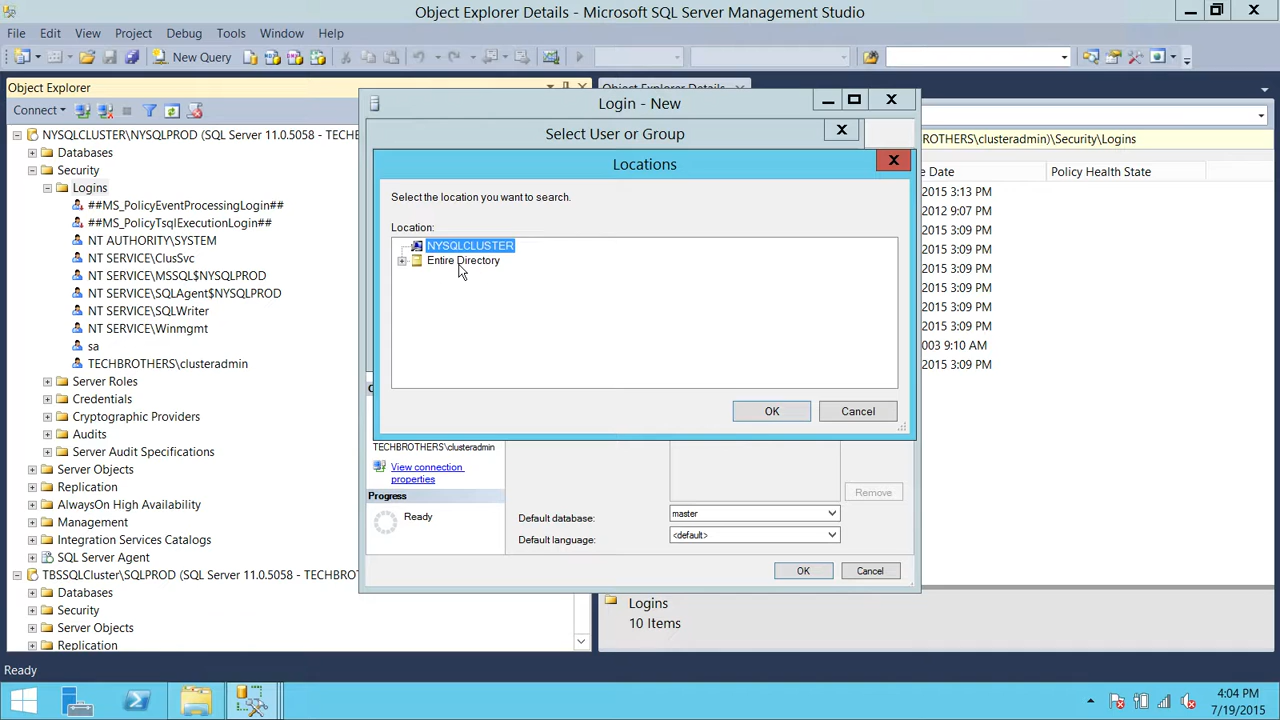 Object Explorer Details - Microsoft SQL Server Management Studio
File Edit View Project Debug Tools Window Help
New Query
Object Explorer
Connect
NYSQLCLUSTER\NYSQLPROD (SQL Server 11.0.5058 - TECHB
Databases
Security
Logins
##MS_PolicyEventProcessingLogin##
##MS_PolicyTsqlExecutionLogin##
NT AUTHORITY\SYSTEM
NT SERVICE\ClusSvc
NT SERVICE\MSSQL$NYSQLPROD
NT SERVICE\SQLAgent$NYSQLPROD
NT SERVICE\SQLWriter
NT SERVICE\Winmgmt
sa
TECHBROTHERS\clusteradmin
Server Roles
Credentials
Cryptographic Providers
Audits
Server Audit Specifications
Server Objects
Replication
AlwaysOn High Availability
Management
Integration Services Catalogs
SQL Server Agent
TBSSQLCluster\SQLPROD (SQL Server 11.0.5058 - TECHBRO
Databases
Security
Server Objects
Replication
Object Explorer Details
Login - New
Select User or Group
Locations
Select the location you want to search.
Location:
NYSQLCLUSTER
Entire Directory
OK Cancel
TECHBROTHERS\clusteradmin
View connection
properties
Progress
Ready
Remove
Default database: master
Default language: <default>
OK Cancel
ROTHERS\clusteradmin)\Security\Logins
e Date Policy Health State
2015 3:13 PM
2012 9:07 PM
2015 3:09 PM
2015 3:09 PM
2015 3:09 PM
2015 3:09 PM
2015 3:09 PM
2015 3:09 PM
003 9:10 AM
2015 3:09 PM
Logins
10 Items
Ready
4:04 PM
7/19/2015